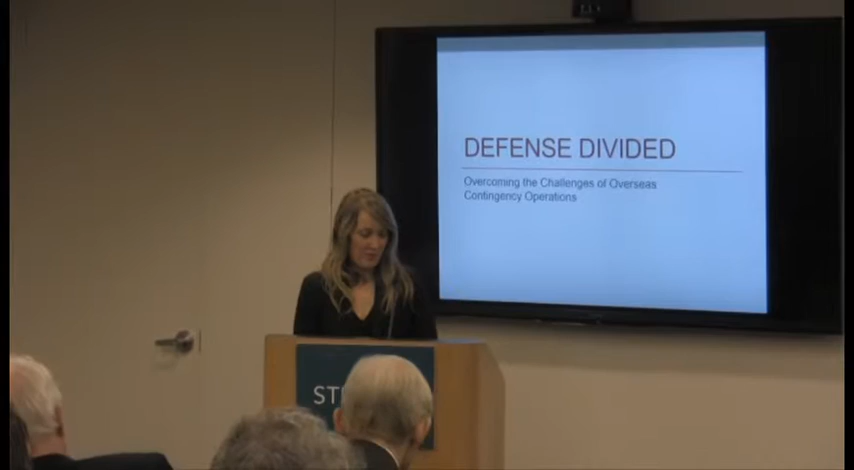 DEFENSE DIVIDED
Overcoming the Challenges of Overseas
Contingency Operations